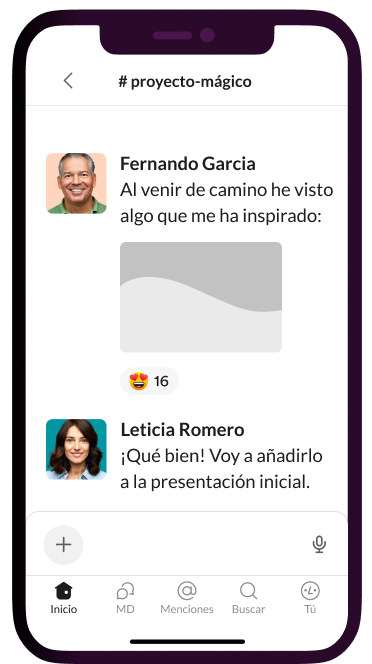 # proyecto-mágico
Fernando Garcia
Al venir de camino he visto
algo que me ha inspirado:
16
Leticia Romero
¡Qué bien! Voy a añadirlo
a la presentación inicial.
Inicio
MD
Menciones
Buscar
Tú